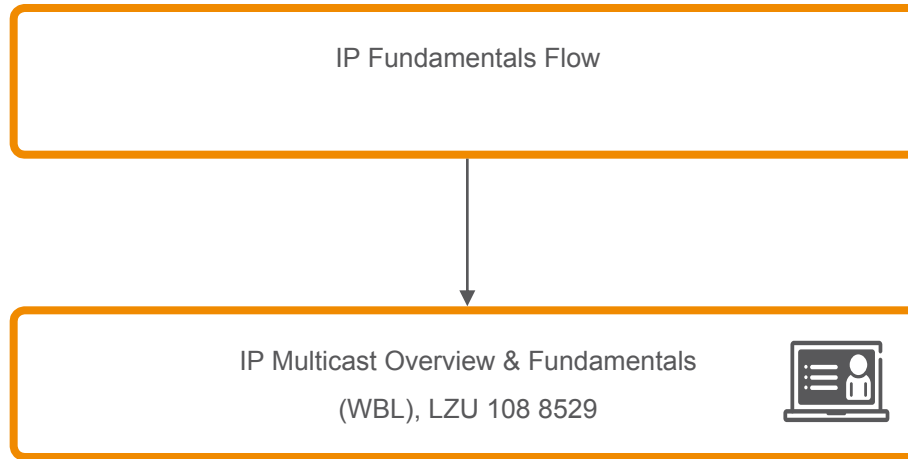 IP Fundamentals Flow
IP Multicast Overview & Fundamentals
(WBL), LZU 108 8529